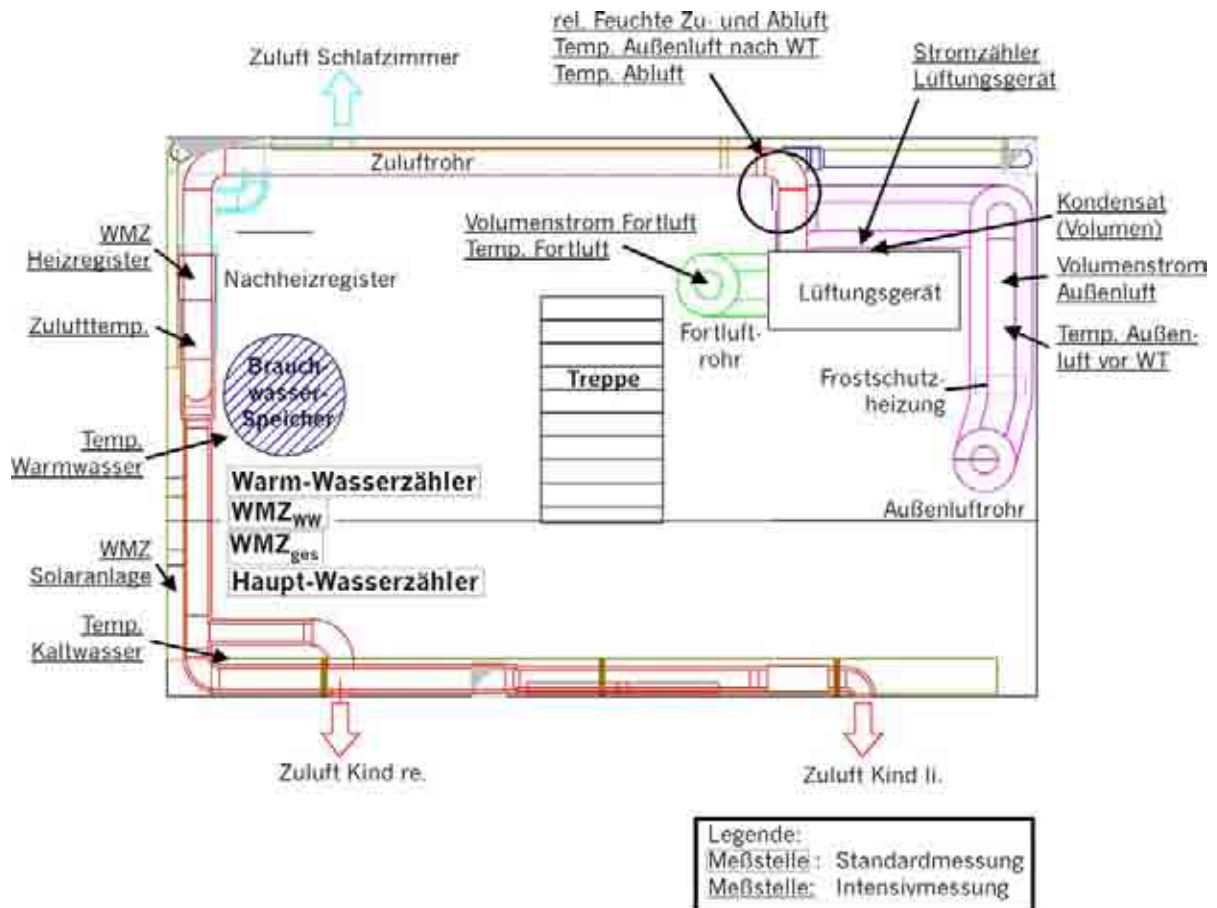 rel. Feuchte Zu- und Abluft
Temp. Außenluft nach WT
Temp. Abluft
Zuluft Schlafzimmer
Stromzähler
Lüftungsgerät
Zuluftrohr
WMZ
Heizregister
Nachheizregister
Volumenstrom Fortluft
Temp. Fortluft
Kondensat
(Volumen)
Lüftungsgerät
Volumenstrom
Außenluft
Zulufttemp.
Fortluft-
rohr
Temp. Außen-
luft vor WT
Brauch-
wasser-
Speicher
Treppe
Frostschutz-
heizung
Temp.
Warmwasser
Warm-Wasserzähler
WMZww
Außenluftrohr
WMZges
WMZ
Solaranlage
Haupt-Wasserzähler
Temp.
Kaltwasser
Zuluft Kind re.
Zuluft Kind li.
Legende:
Meßstelle : Standardmessung
Meßstelle: Intensivmessung